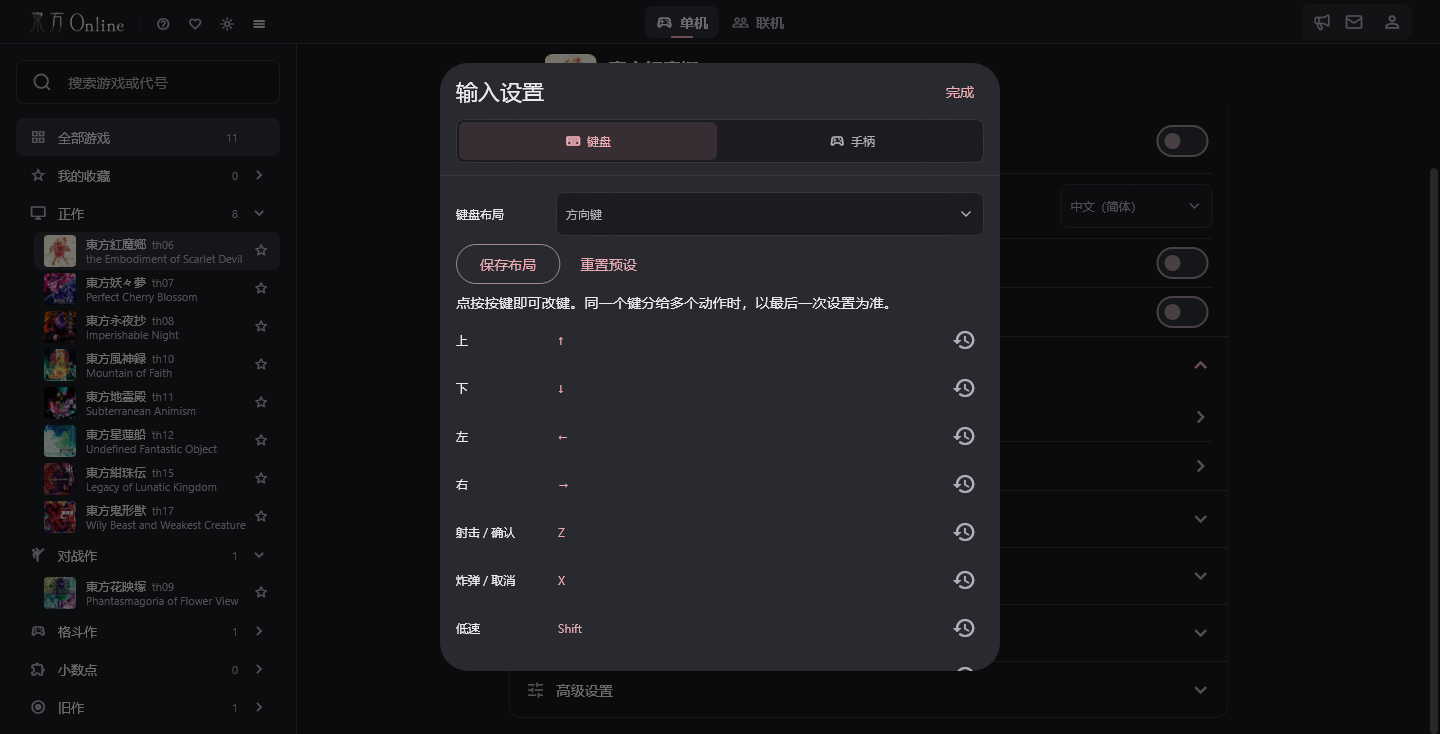 東方Online
单机
联机
搜索游戏或代号
全部游戏 11
我的收藏 0
正作 8
東方紅魔郷 th06
the Embodiment of Scarlet Devil
東方妖々夢 th07
Perfect Cherry Blossom
東方永夜抄 th08
Imperishable Night
東方風神録 th10
Mountain of Faith
東方地霊殿 th11
Subterranean Animism
東方星蓮船 th12
Undefined Fantastic Object
東方紺珠伝 th15
Legacy of Lunatic Kingdom
東方鬼形獣 th17
Wily Beast and Weakest Creature
对战作 1
東方花映塚 th09
Phantasmagoria of Flower View
格斗作 1
小数点 0
旧作 1
输入设置
完成
键盘
手柄
键盘布局
方向键
保存布局
重置预设
点按按键即可改键。同一个键分给多个动作时，以最后一次设置为准。
上 ↑
下 ↓
左 ←
右 →
射击 / 确认 Z
炸弹 / 取消 X
低速 Shift
中文（简体）
高级设置